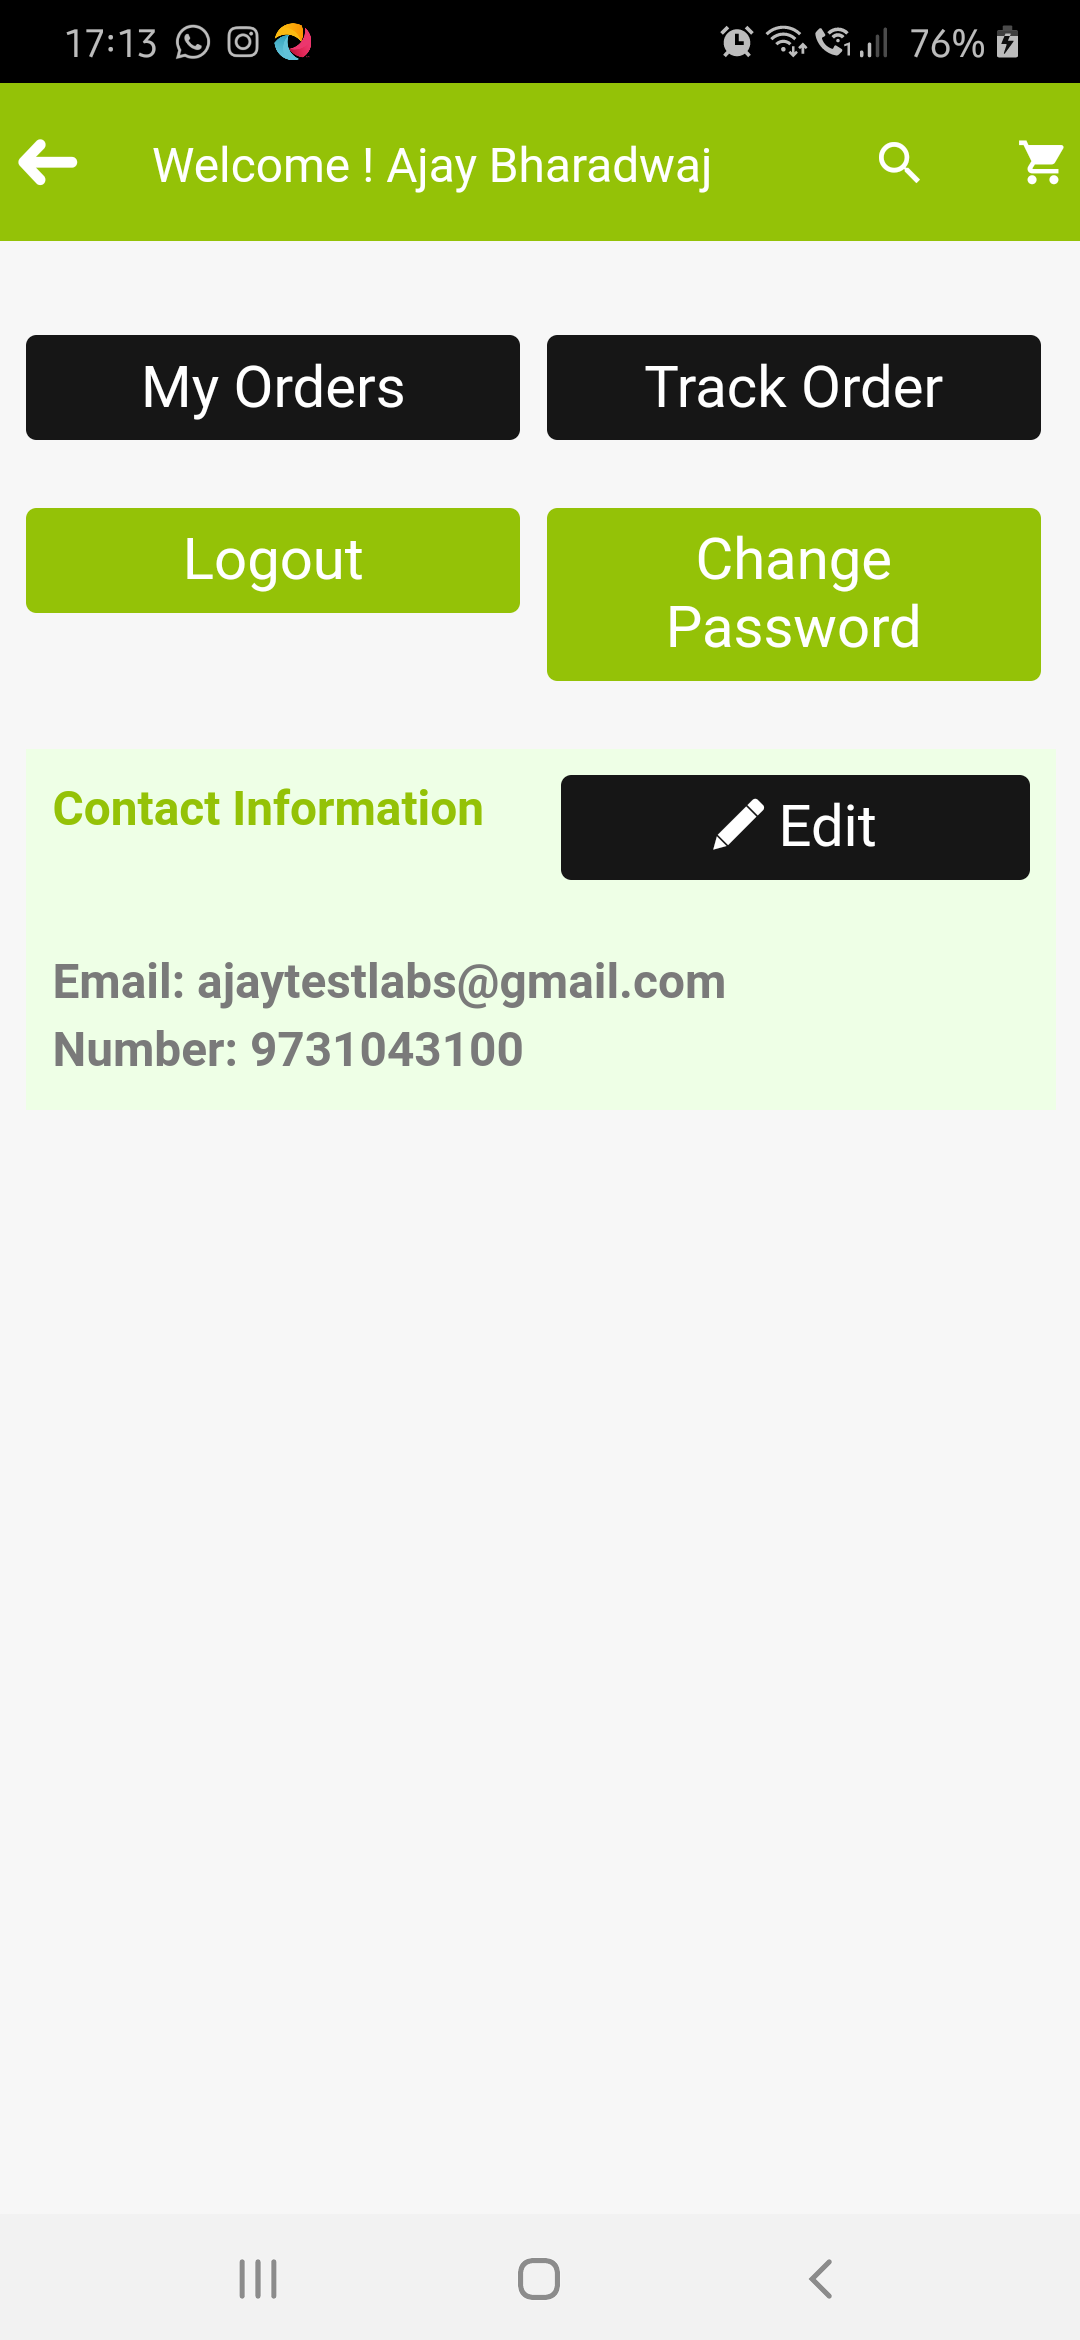 17:13 76%
Welcome ! Ajay Bharadwaj
My Orders
Track Order
Logout
Change
Password
Contact Information
Edit
Email: ajaytestlabs@gmail.com
Number: 9731043100